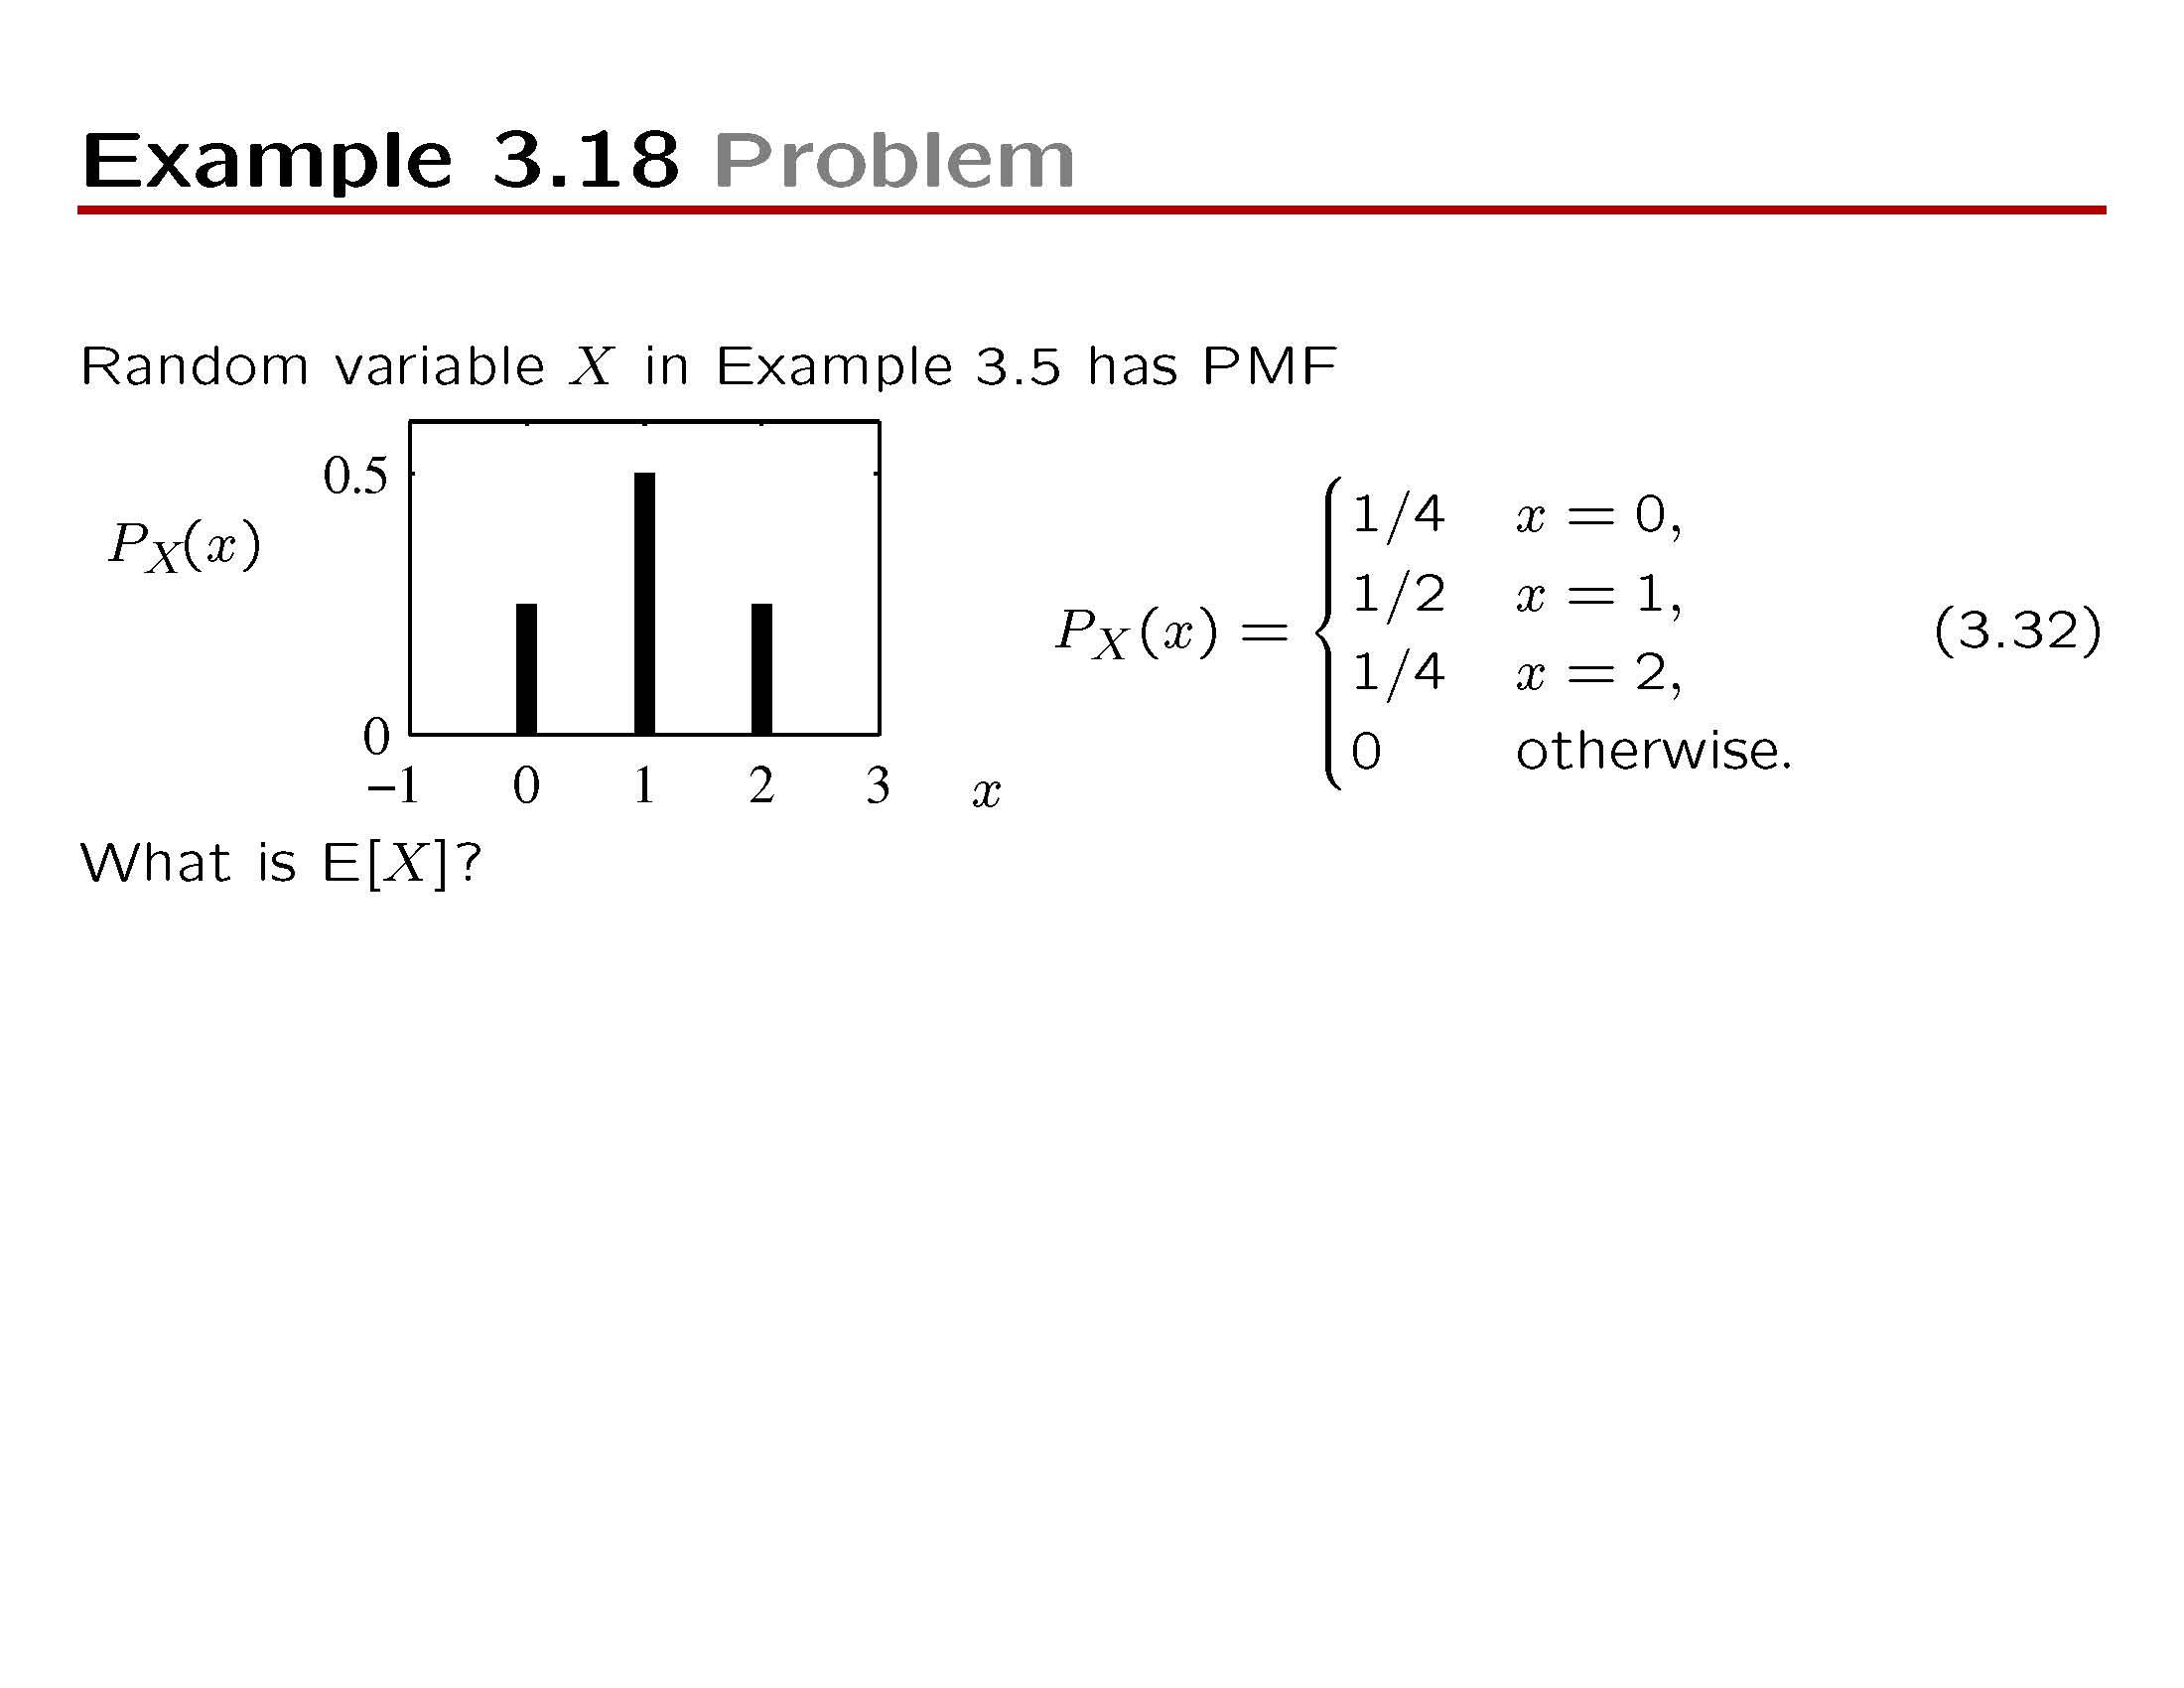 Example 3.18 Problem
Random variable X in Example 3.5 has PMF
0.5
P_X(x)
0
−1 0 1 2 3 x
P_X(x) = { 1/4 x = 0,
1/2 x = 1,
1/4 x = 2,
0 otherwise.
(3.32)
What is E[X]?